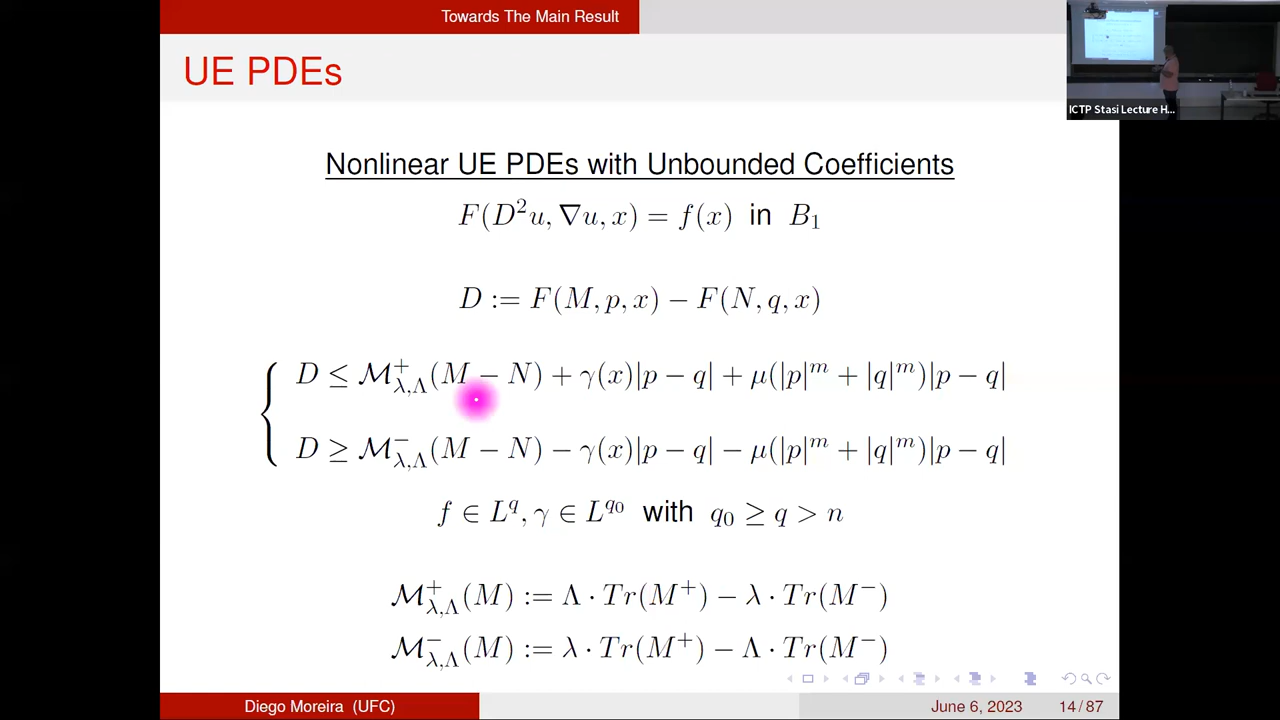 Towards The Main Result
UE PDEs
ICTP Stasi Lecture H...
Nonlinear UE PDEs with Unbounded Coefficients
F(D²u, ∇u, x) = f(x) in B₁
D := F(M, p, x) − F(N, q, x)
D ≤ ℳ⁺_{λ,Λ}(M − N) + γ(x)|p − q| + μ(|p|ᵐ + |q|ᵐ)|p − q|
D ≥ ℳ⁻_{λ,Λ}(M − N) − γ(x)|p − q| − μ(|p|ᵐ + |q|ᵐ)|p − q|
f ∈ L^q, γ ∈ L^{q₀} with q₀ ≥ q > n
ℳ⁺_{λ,Λ}(M) := Λ · Tr(M⁺) − λ · Tr(M⁻)
ℳ⁻_{λ,Λ}(M) := λ · Tr(M⁺) − Λ · Tr(M⁻)
Diego Moreira (UFC) June 6, 2023 14/87